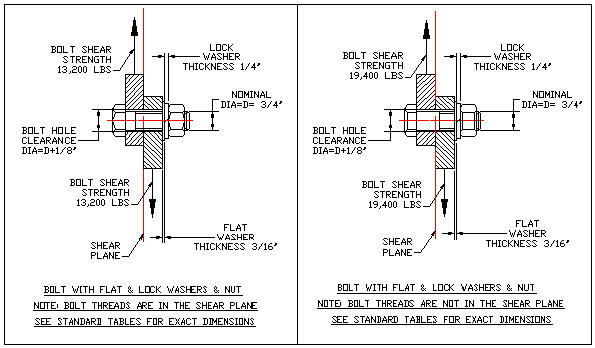 BOLT SHEAR
STRENGTH
13,200 LBS
LOCK
WASHER
THICKNESS 1/4"
NOMINAL
DIA=D= 3/4"
BOLT HOLE
CLEARANCE
DIA=D+1/8"
BOLT SHEAR
STRENGTH
13,200 LBS
FLAT
WASHER
THICKNESS 3/16"
SHEAR
PLANE
BOLT WITH FLAT & LOCK WASHERS & NUT
NOTE: BOLT THREADS ARE IN THE SHEAR PLANE
SEE STANDARD TABLES FOR EXACT DIMENSIONS
BOLT SHEAR
STRENGTH
19,400 LBS
LOCK
WASHER
THICKNESS 1/4"
NOMINAL
DIA=D= 3/4"
BOLT HOLE
CLEARANCE
DIA=D+1/8"
BOLT SHEAR
STRENGTH
19,400 LBS
FLAT
WASHER
THICKNESS 3/16"
SHEAR
PLANE
BOLT WITH FLAT & LOCK WASHERS & NUT
NOTE: BOLT THREADS ARE NOT IN THE SHEAR PLANE
SEE STANDARD TABLES FOR EXACT DIMENSIONS